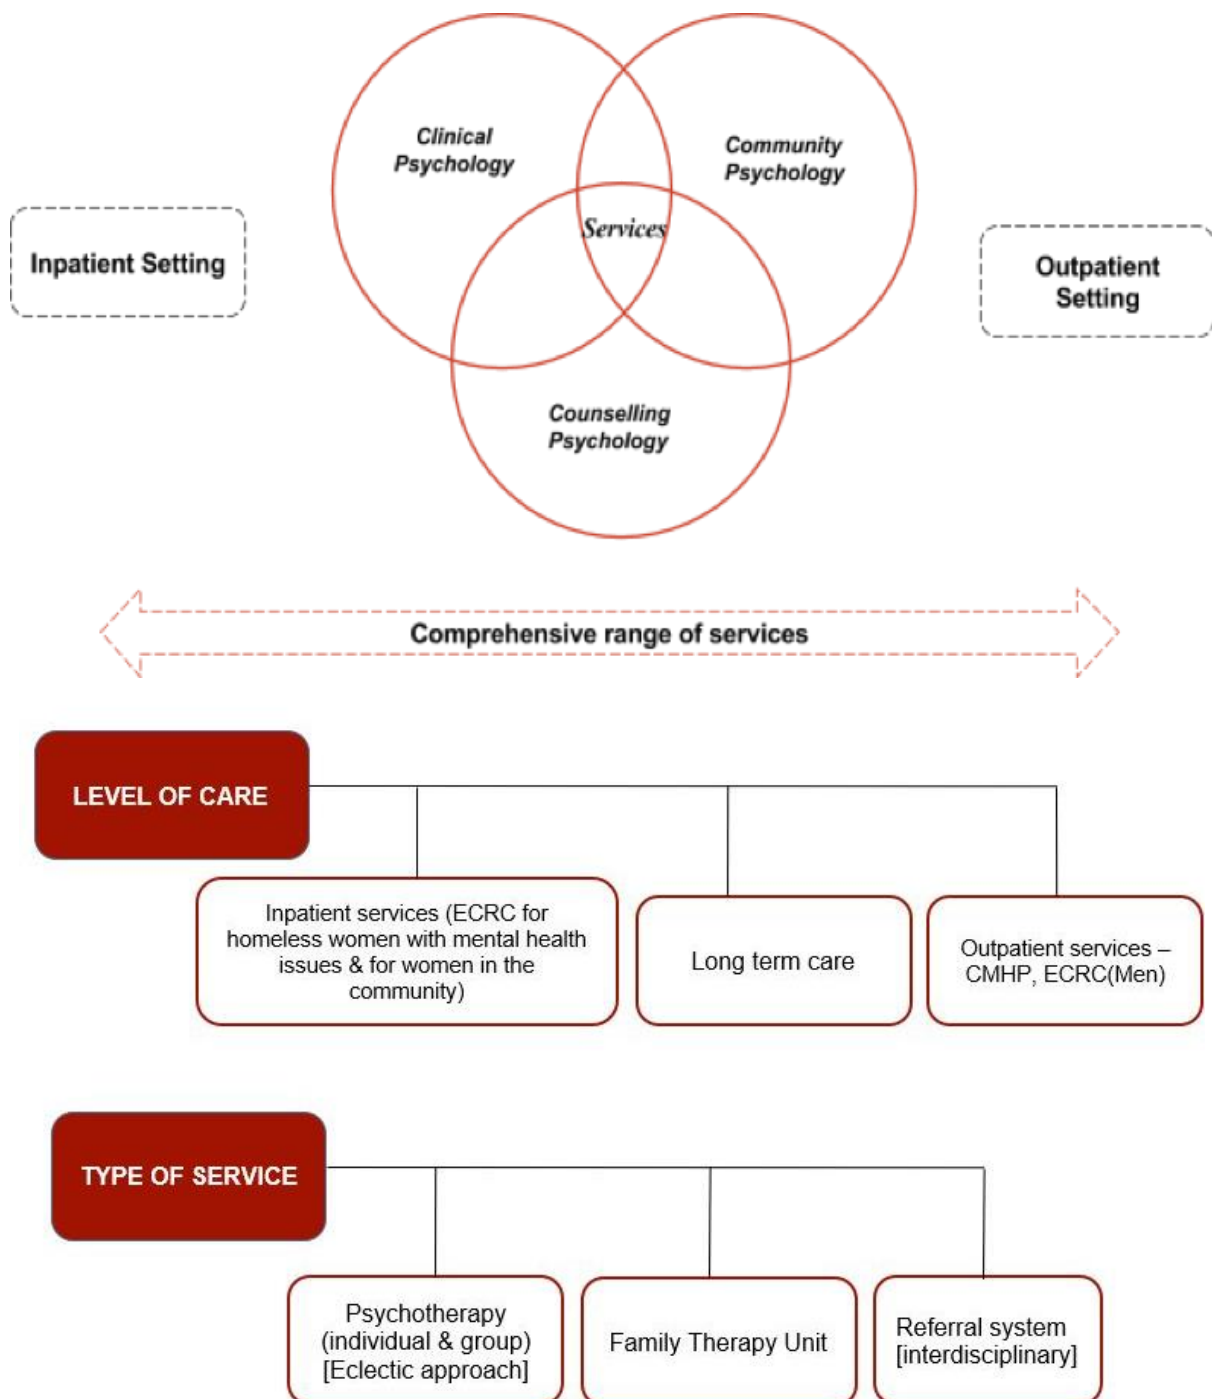 Clinical
Psychology
Community
Psychology
Services
Inpatient Setting
Outpatient
Setting
Counselling
Psychology
Comprehensive range of services
LEVEL OF CARE
Inpatient services (ECRC for
homeless women with mental health
issues & for women in the
community)
Long term care
Outpatient services –
CMHP, ECRC(Men)
TYPE OF SERVICE
Psychotherapy
(individual & group)
[Eclectic approach]
Family Therapy Unit
Referral system
[interdisciplinary]